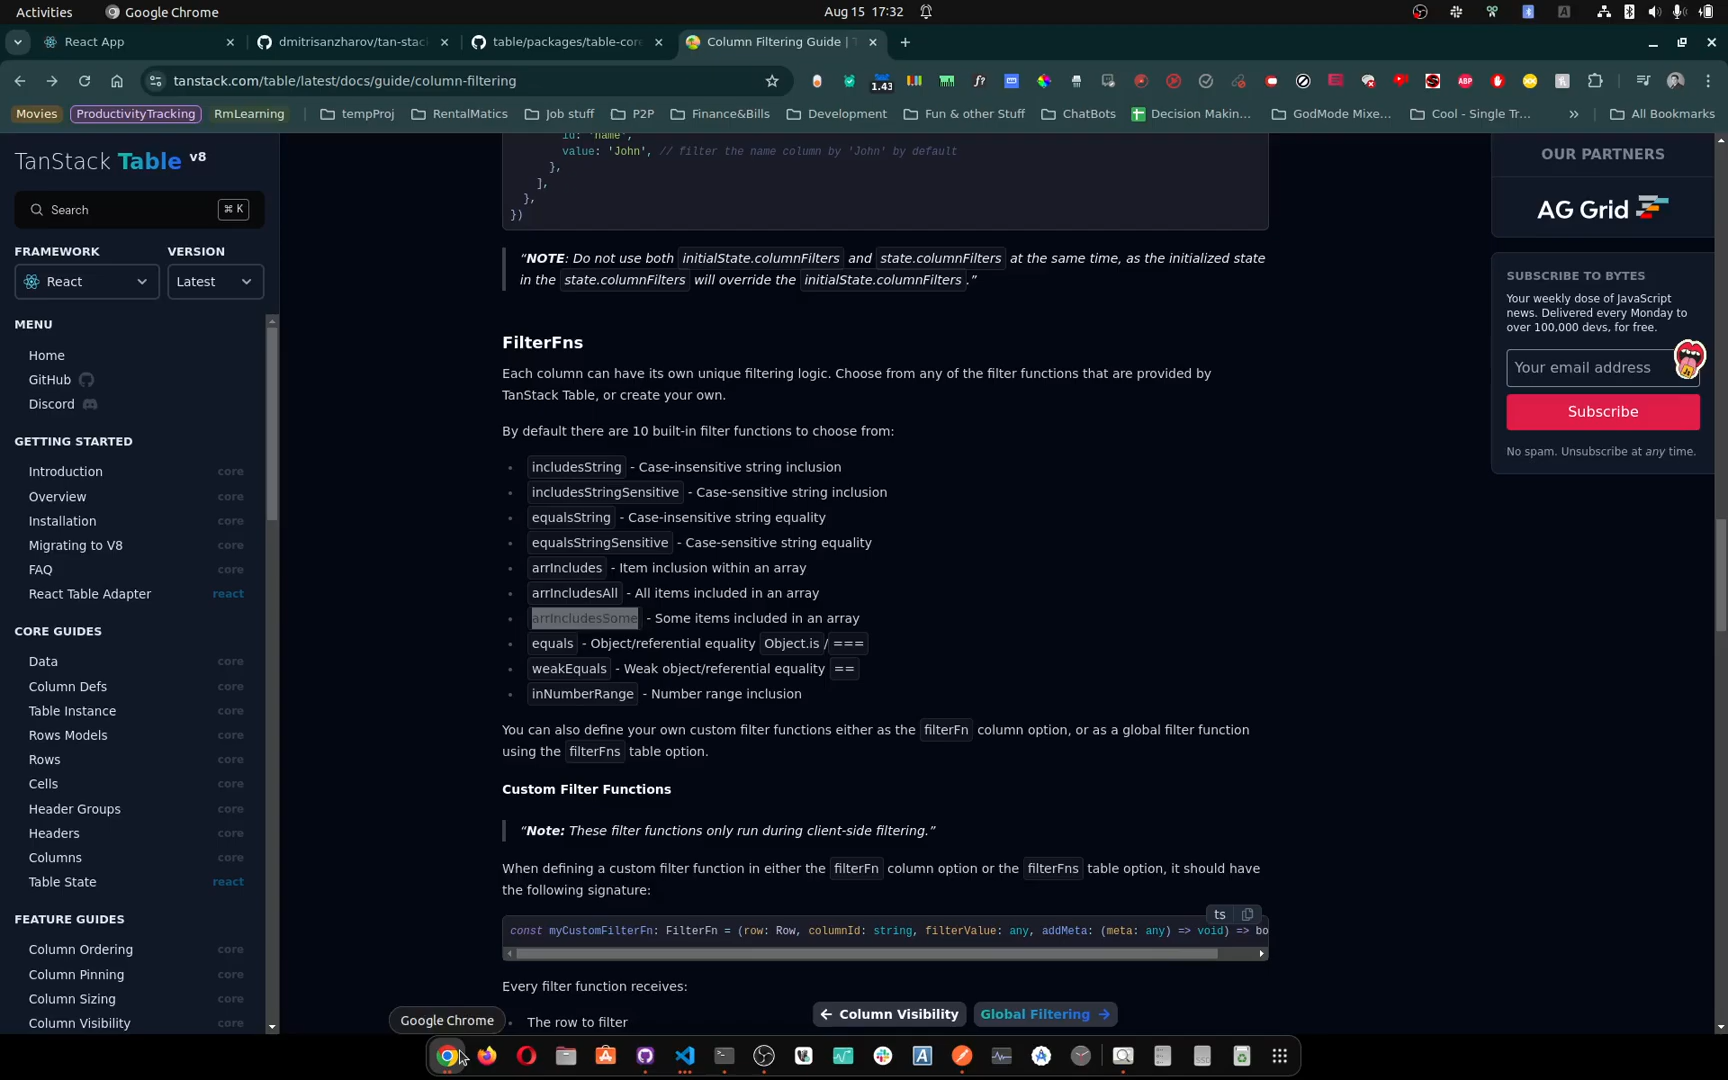 Activities
Google Chrome
Aug 15 17:32
React App
dmitrisanzharov/tan-stack
table/packages/table-core
Column Filtering Guide | T
tanstack.com/table/latest/docs/guide/column-filtering
1.43
Movies
ProductivityTracking
RmLearning
tempProj
RentalMatics
Job stuff
P2P
Finance&Bills
Development
Fun & other Stuff
ChatBots
Decision Makin...
GodMode Mixe...
Cool - Single Tr...
All Bookmarks
TanStack Table v8
Search
⌘ K
FRAMEWORK
VERSION
React
Latest
MENU
Home
GitHub
Discord
GETTING STARTED
Introduction core
Overview core
Installation core
Migrating to V8 core
FAQ core
React Table Adapter react
CORE GUIDES
Data core
Column Defs core
Table Instance core
Rows Models core
Rows core
Cells core
Header Groups core
Headers core
Columns core
Table State react
FEATURE GUIDES
Column Ordering core
Column Pinning core
Column Sizing core
Column Visibility core
id: 'name',
value: 'John', // filter the name column by 'John' by default
},
],
},
})
“NOTE: Do not use both initialState.columnFilters and state.columnFilters at the same time, as the initialized state
in the state.columnFilters will override the initialState.columnFilters.”
FilterFns
Each column can have its own unique filtering logic. Choose from any of the filter functions that are provided by
TanStack Table, or create your own.
By default there are 10 built-in filter functions to choose from:
includesString - Case-insensitive string inclusion
includesStringSensitive - Case-sensitive string inclusion
equalsString - Case-insensitive string equality
equalsStringSensitive - Case-sensitive string equality
arrIncludes - Item inclusion within an array
arrIncludesAll - All items included in an array
arrIncludesSome - Some items included in an array
equals - Object/referential equality Object.is/===
weakEquals - Weak object/referential equality ==
inNumberRange - Number range inclusion
You can also define your own custom filter functions either as the filterFn column option, or as a global filter function
using the filterFns table option.
Custom Filter Functions
“Note: These filter functions only run during client-side filtering.”
When defining a custom filter function in either the filterFn column option or the filterFns table option, it should have
the following signature:
ts
const myCustomFilterFn: FilterFn = (row: Row, columnId: string, filterValue: any, addMeta: (meta: any) => void) => bo
Every filter function receives:
The row to filter
← Column Visibility
Global Filtering →
Google Chrome
OUR PARTNERS
AG Grid
SUBSCRIBE TO BYTES
Your weekly dose of JavaScript
news. Delivered every Monday to
over 100,000 devs, for free.
Your email address
Subscribe
No spam. Unsubscribe at any time.